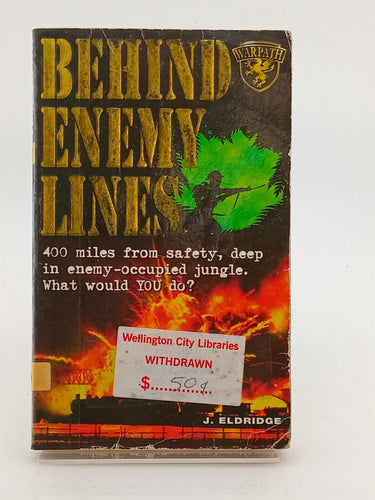 BEHIND
ENEMY
LINES
WARPATH
400 miles from safety, deep
in enemy-occupied jungle.
What would YOU do?
Wellington City Libraries
WITHDRAWN
$ 50¢
J. ELDRIDGE